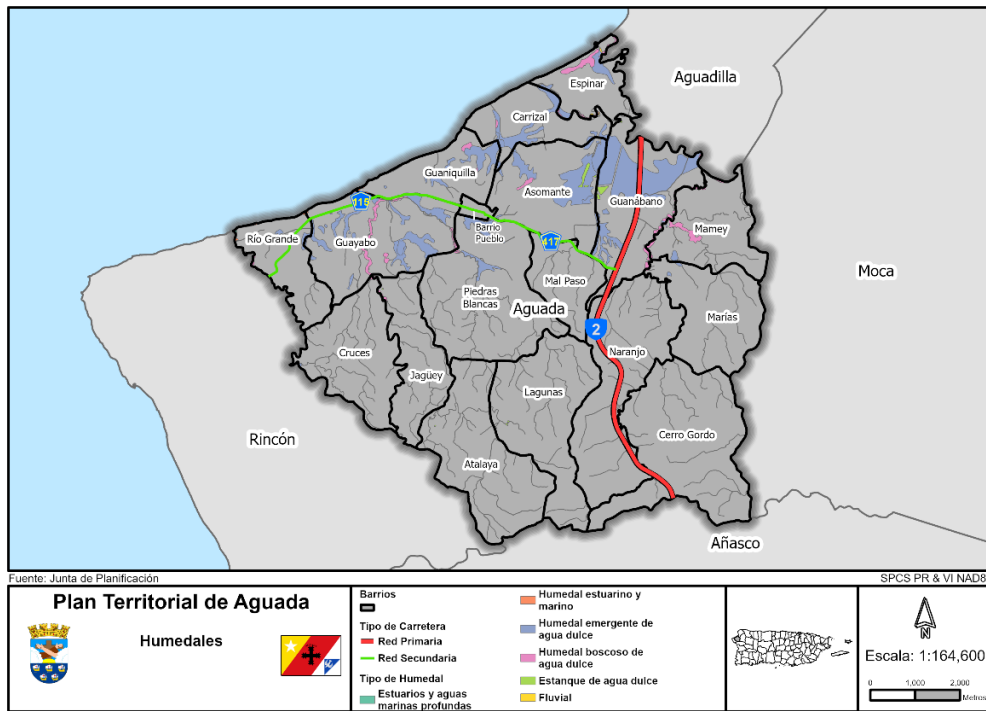 Espinar
Aguadilla
Carrizal
Guaniquilla
Asomante
Guanábano
115
Río Grande
Guayabo
Barrio
Pueblo
417
Mamey
Moca
Mal Paso
Piedras
Blancas
Aguada
Marías
2
Cruces
Naranjo
Jagüey
Lagunas
Rincón
Cerro Gordo
Atalaya
Añasco
Fuente: Junta de Planificación
SPCS PR & VI NAD8
Plan Territorial de Aguada
Humedales
Barrios
Tipo de Carretera
Red Primaria
Red Secundaria
Tipo de Humedal
Estuarios y aguas
marinas profundas
Humedal estuarino y
marino
Humedal emergente de
agua dulce
Humedal boscoso de
agua dulce
Estanque de agua dulce
Fluvial
N
Escala: 1:164,600
0 1,000 2,000
Metros